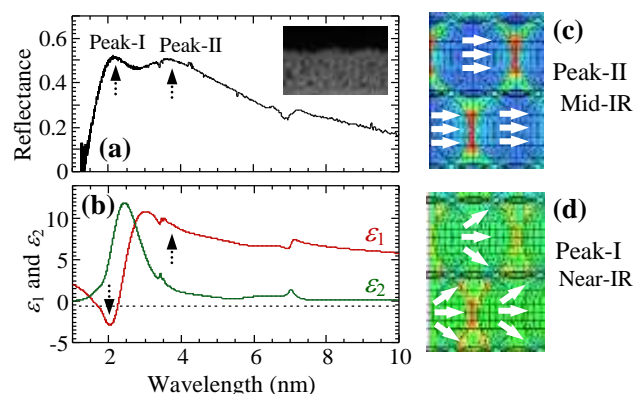 0.6
0.4
0.2
0
Reflectance
Peak-I
Peak-II
(a)
10
5
0
-5
ε1 and ε2
(b)
ε1
ε2
2
4
6
8
10
Wavelength (nm)
(c)
Peak-II
Mid-IR
(d)
Peak-I
Near-IR